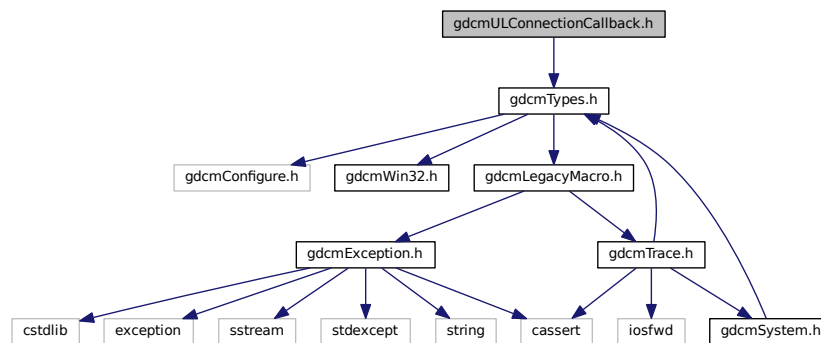 gdcmULConnectionCallback.h
gdcmTypes.h
gdcmConfigure.h
gdcmWin32.h
gdcmLegacyMacro.h
gdcmException.h
gdcmTrace.h
cstdlib
exception
sstream
stdexcept
string
cassert
iosfwd
gdcmSystem.h